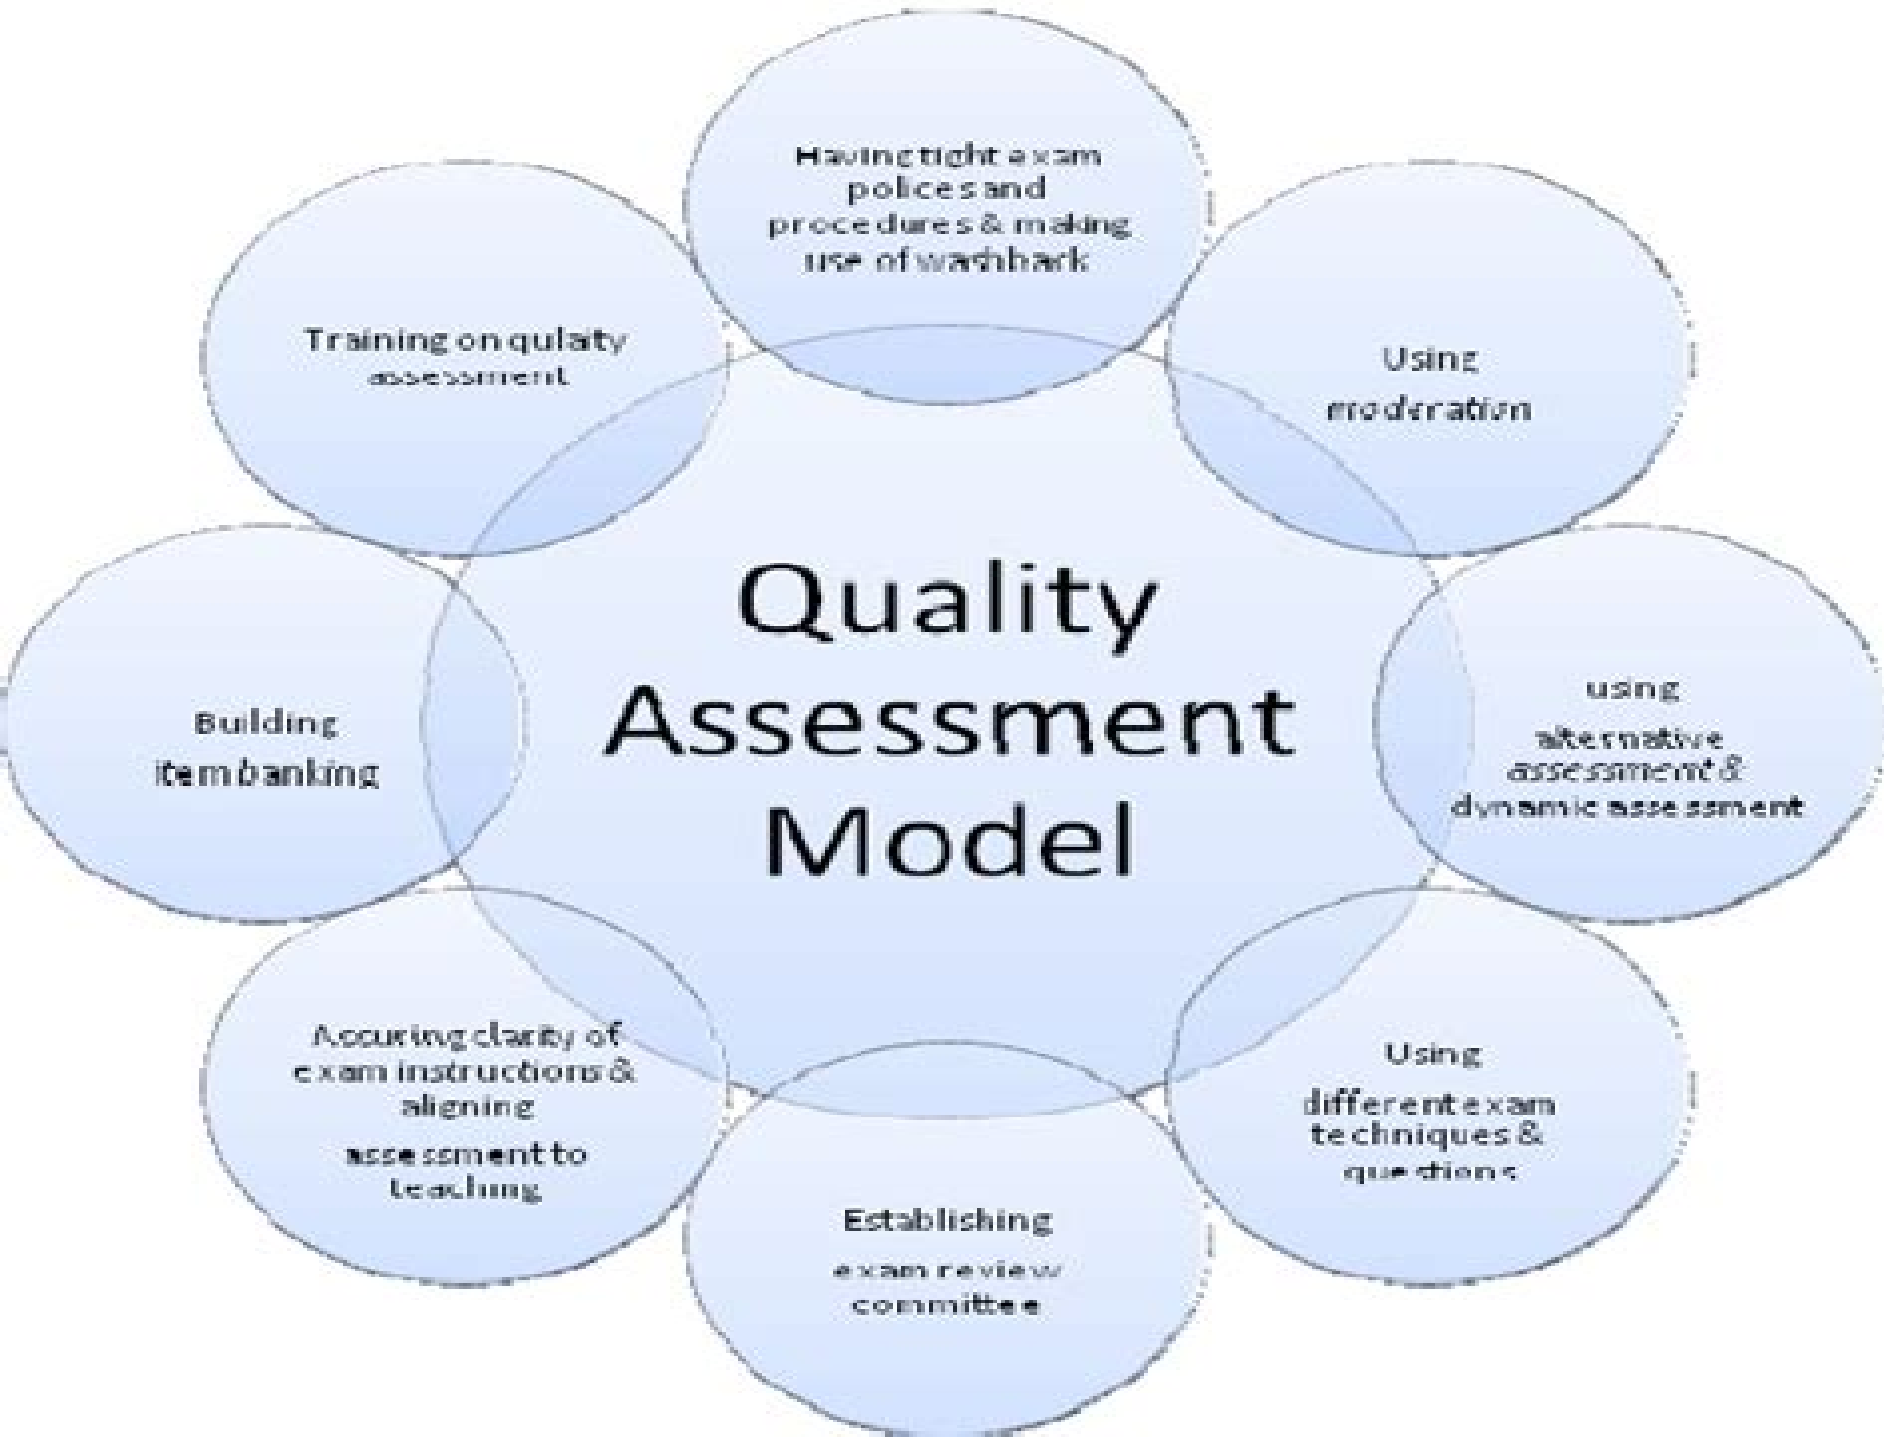 Having tight exam
polices and
procedures & making
use of washback
Using
moderation
using
alternative
assessment &
dynamic assessment
Using
different exam
techniques &
questions
Establishing
exam review
committee
Assuring clarity of
exam instructions &
aligning
assessment to
teaching
Building
item banking
Training on qulaity
assessment
Quality
Assessment
Model